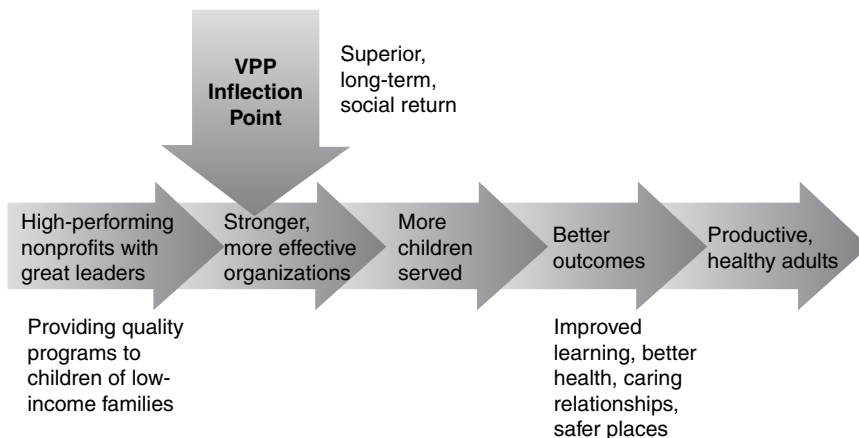 VPP
Inflection
Point
Superior,
long-term,
social return
High-performing
nonprofits with
great leaders
Stronger,
more effective
organizations
More
children
served
Better
outcomes
Productive,
healthy adults
Providing quality
programs to
children of low-
income families
Improved
learning, better
health, caring
relationships,
safer places